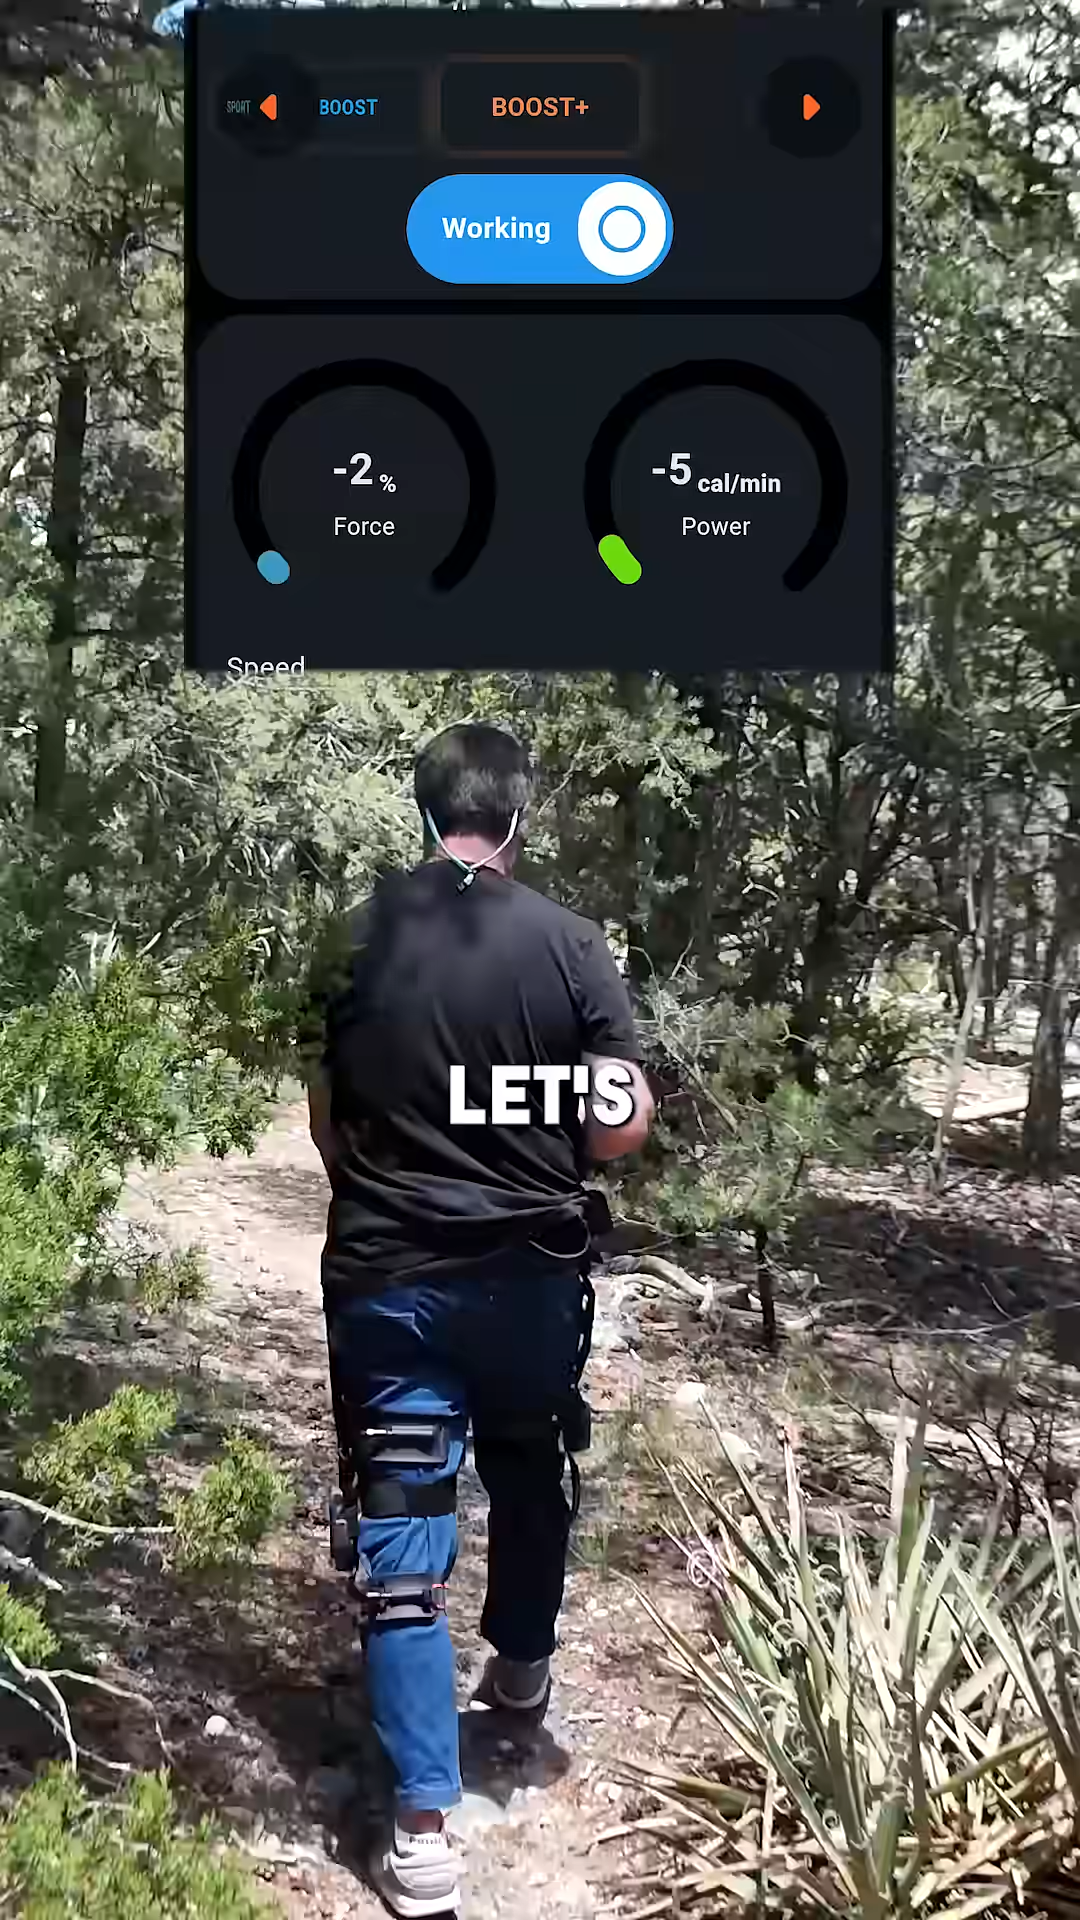 SPORT BOOST BOOST+
Working
-2 %
Force
-5 cal/min
Power
Speed
LET'S